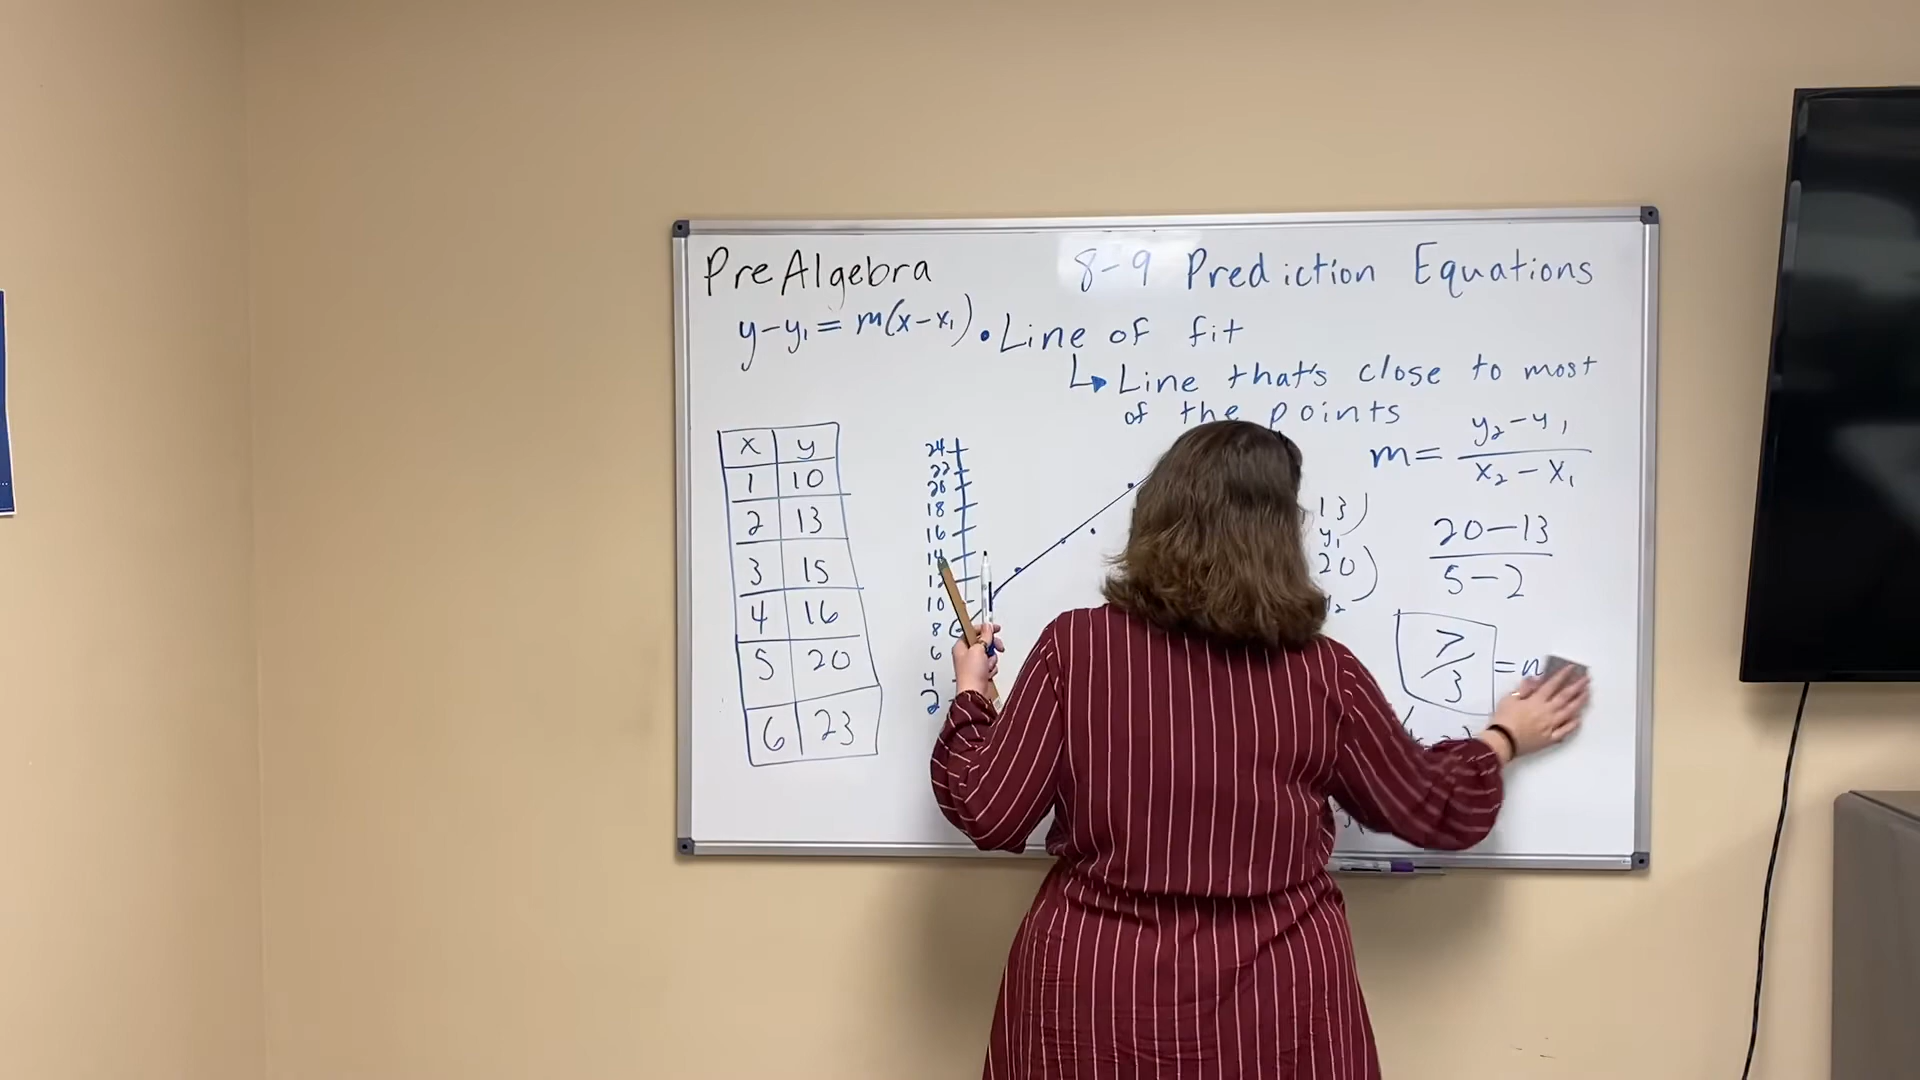 PreAlgebra
8-9 Prediction Equations
y-y₁ = m(x-x₁)
• Line of fit
↳ Line that's close to most
of the points
x y
1 10
2 13
3 15
4 16
5 20
6 23
24
22
20
18
16
14
12
10
8
6
4
2
13)
y₁
20)
m = y₂-y₁ / x₂-x₁
20-13 / 5-2
7/3 =